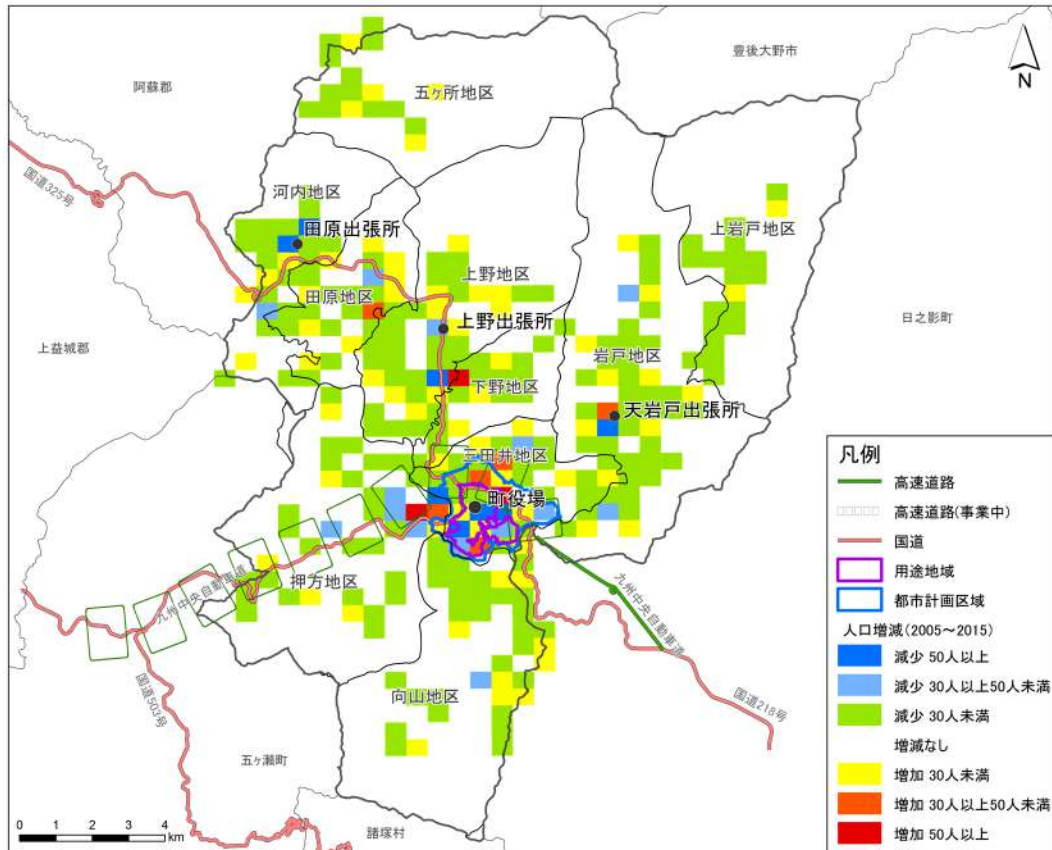 豊後大野市
阿蘇郡
五ヶ所地区
N
国道325号
河内地区
田原出張所
上岩戸地区
上野地区
田原地区
上野出張所
日之影町
上益城郡
岩戸地区
下野地区
天岩戸出張所
三田井地区
町役場
押方地区
九州中央自動車道
九州中央自動車道
向山地区
国道218号
国道503号
五ヶ瀬町
諸塚村
0 1 2 3 4
km
凡例
高速道路
高速道路(事業中)
国道
用途地域
都市計画区域
人口増減(2005~2015)
減少 50人以上
減少 30人以上50人未満
減少 30人未満
増減なし
増加 30人未満
増加 30人以上50人未満
増加 50人以上